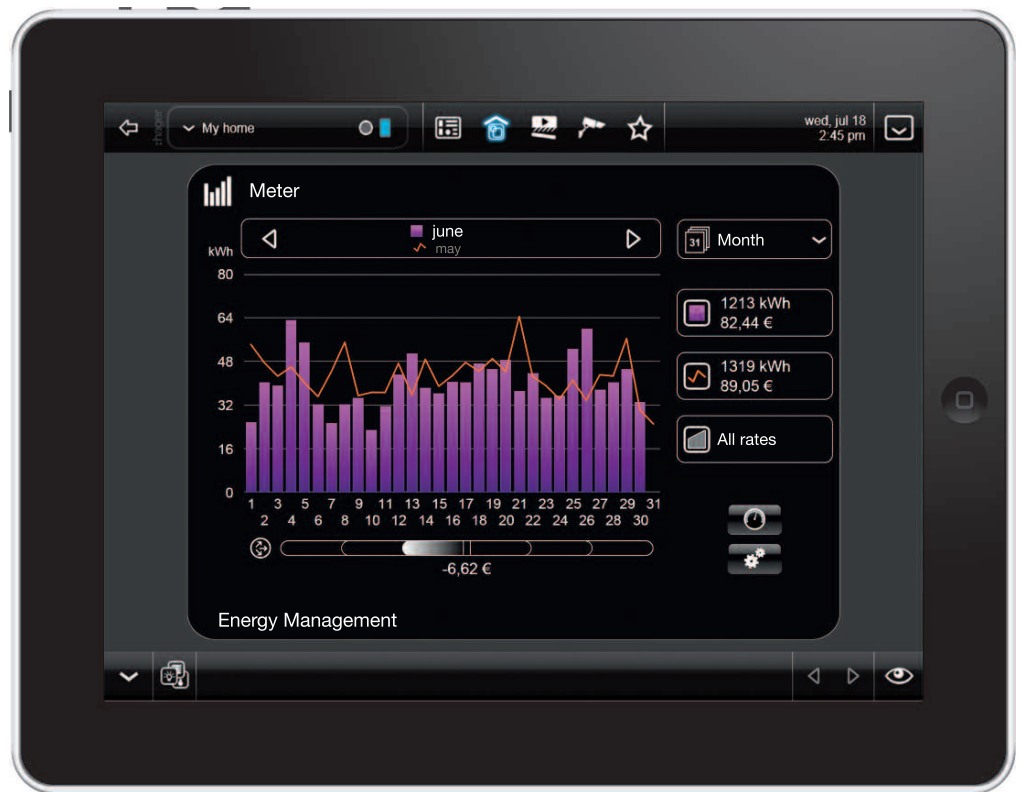 :hager
My home
wed, jul 18
2:45 pm
Meter
june
may
31
Month
kWh
80
64
48
32
16
0
1213 kWh
82,44 €
1319 kWh
89,05 €
All rates
1 3 5 7 9 11 13 15 17 19 21 23 25 27 29 31
2 4 6 8 10 12 14 16 18 20 22 24 26 28 30
-6,62 €
Energy Management